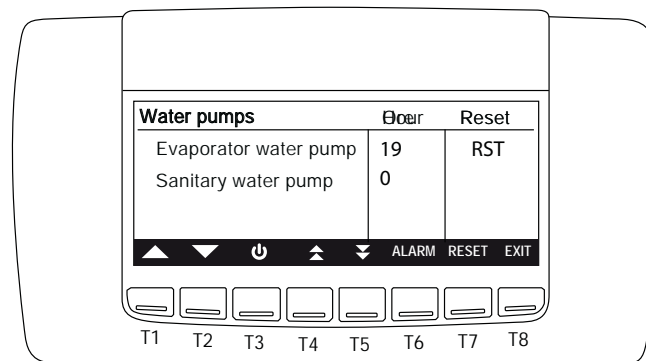 Water pumps Hour Reset
Evaporator water pump 19 RST
Sanitary water pump 0
ALARM RESET EXIT
T1 T2 T3 T4 T5 T6 T7 T8